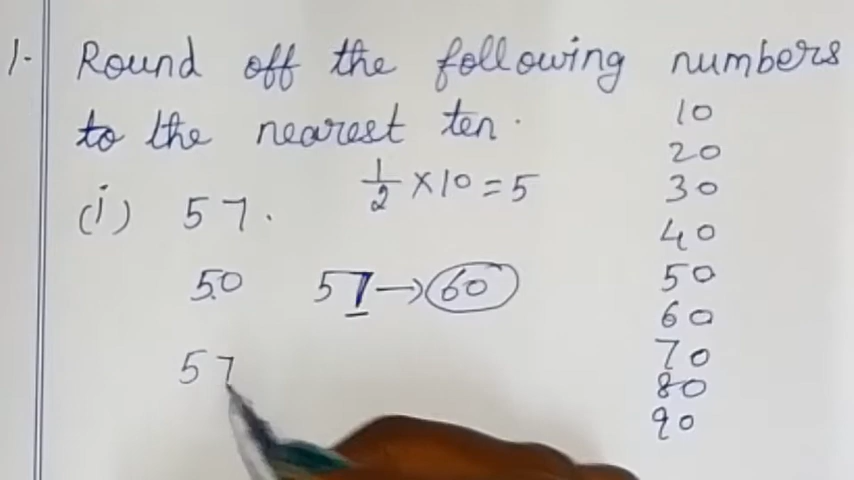 1. Round off the following numbers
to the nearest ten.
(i) 57.
1/2 × 10 = 5
50 57 → 60
57
10
20
30
40
50
60
70
80
90